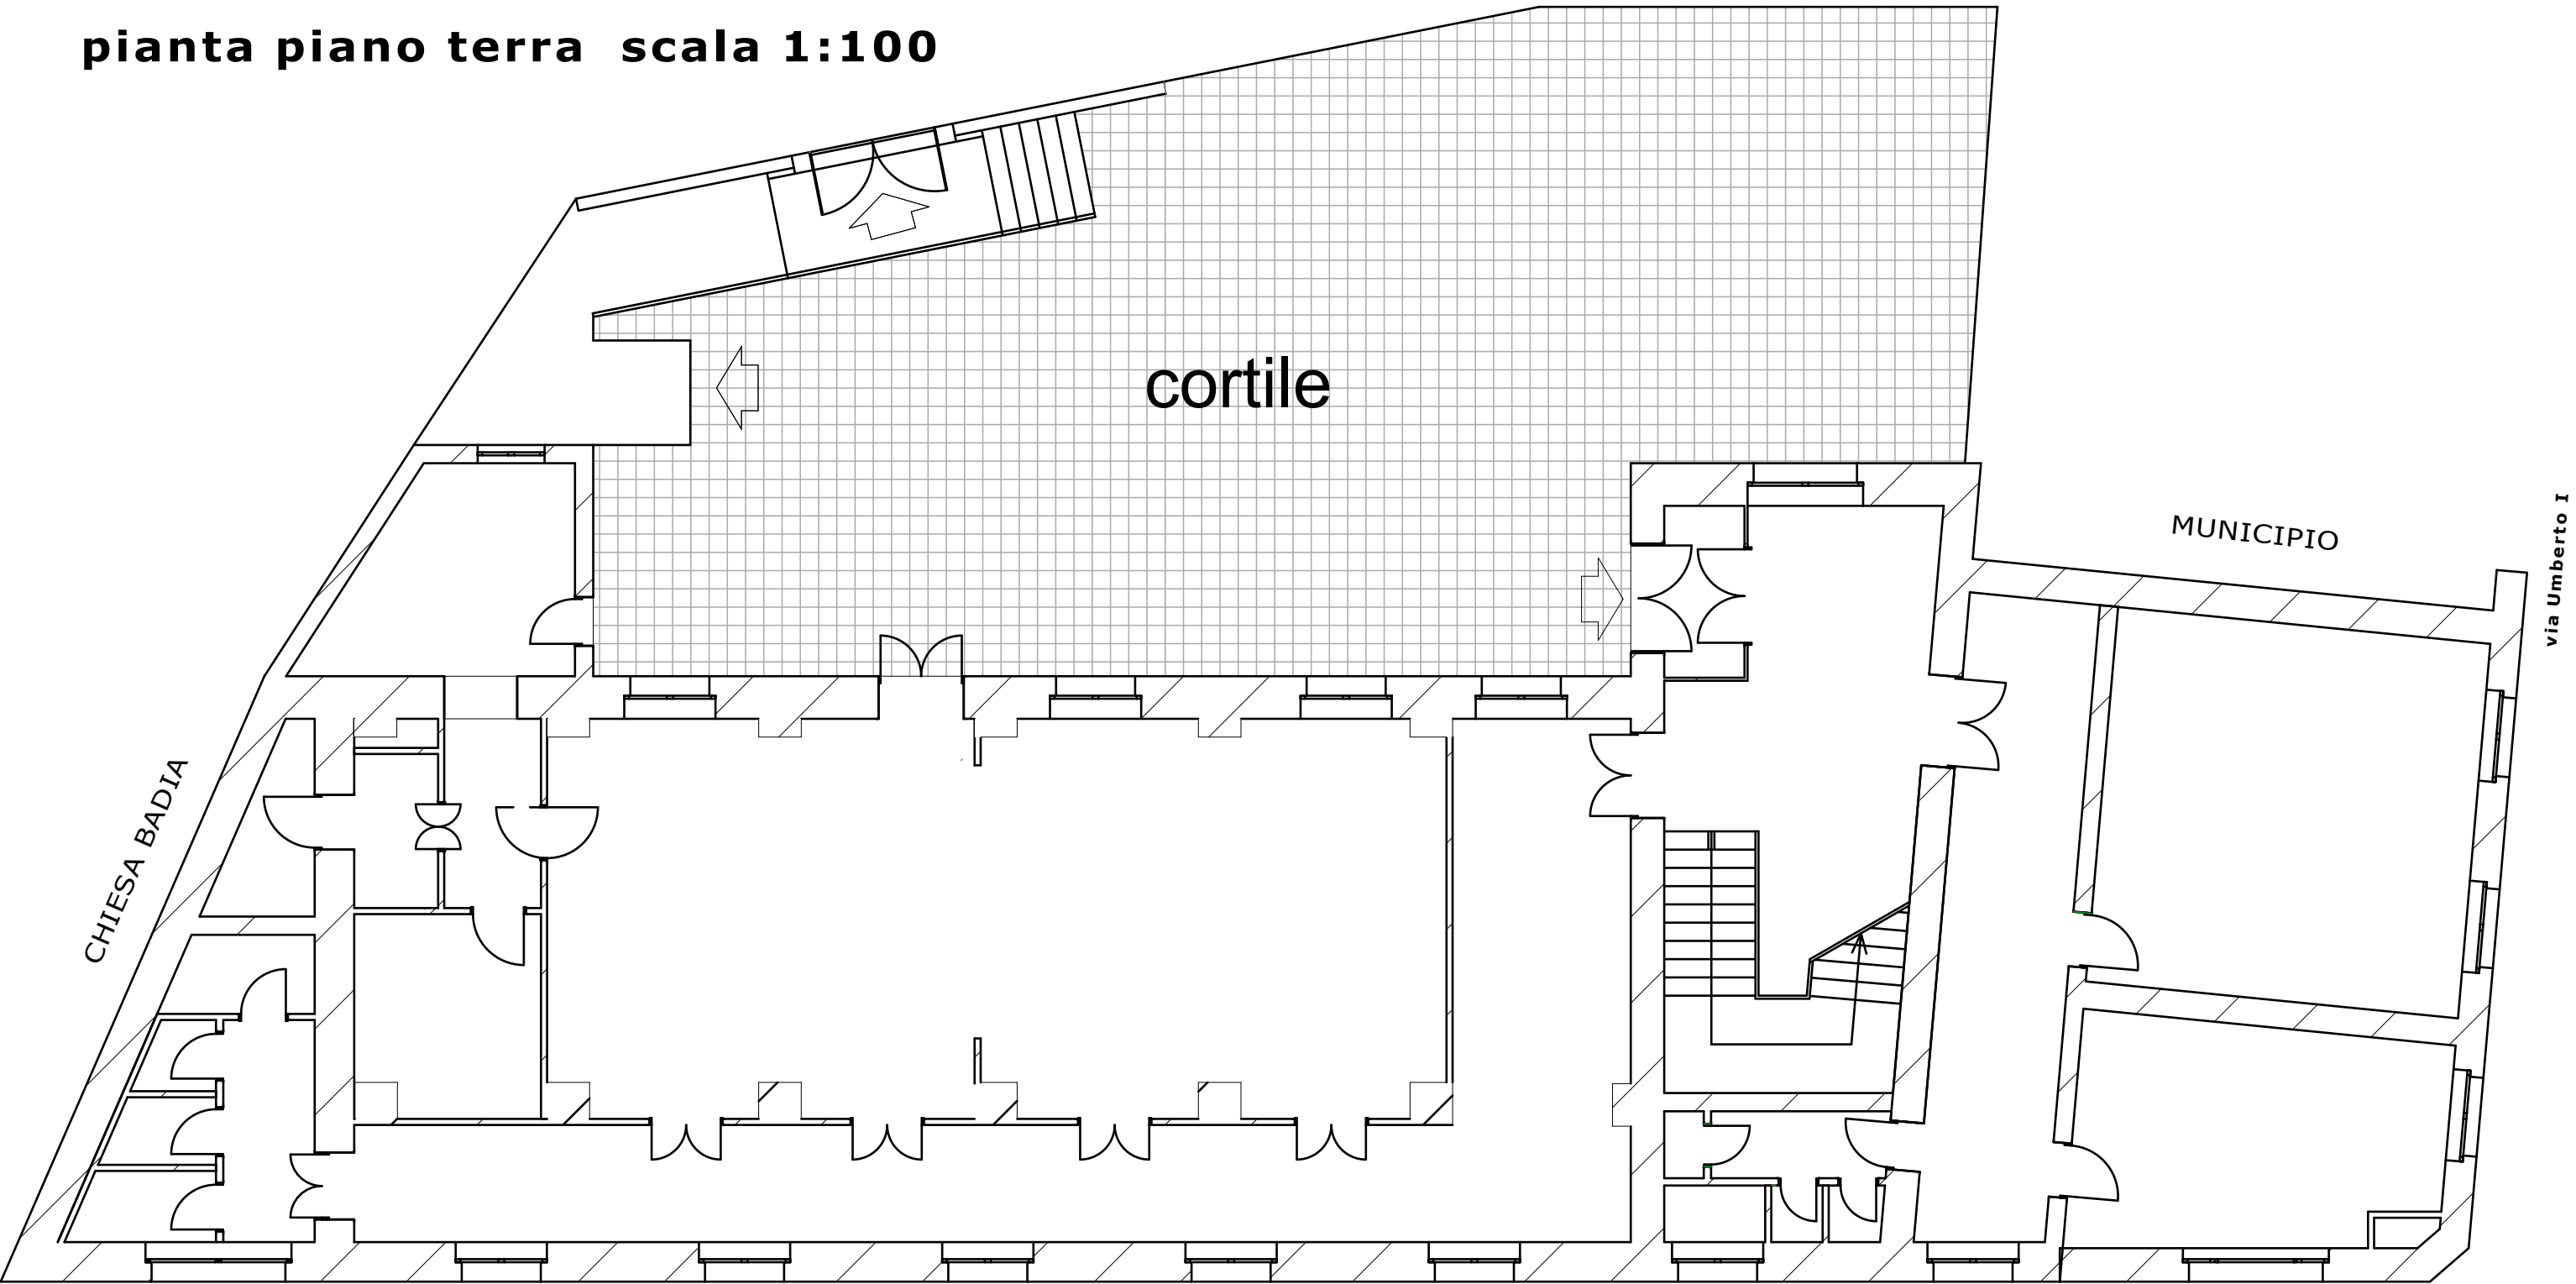 pianta piano terra scala 1:100
cortile
MUNICIPIO
via Umberto I
CHIESA BADIA